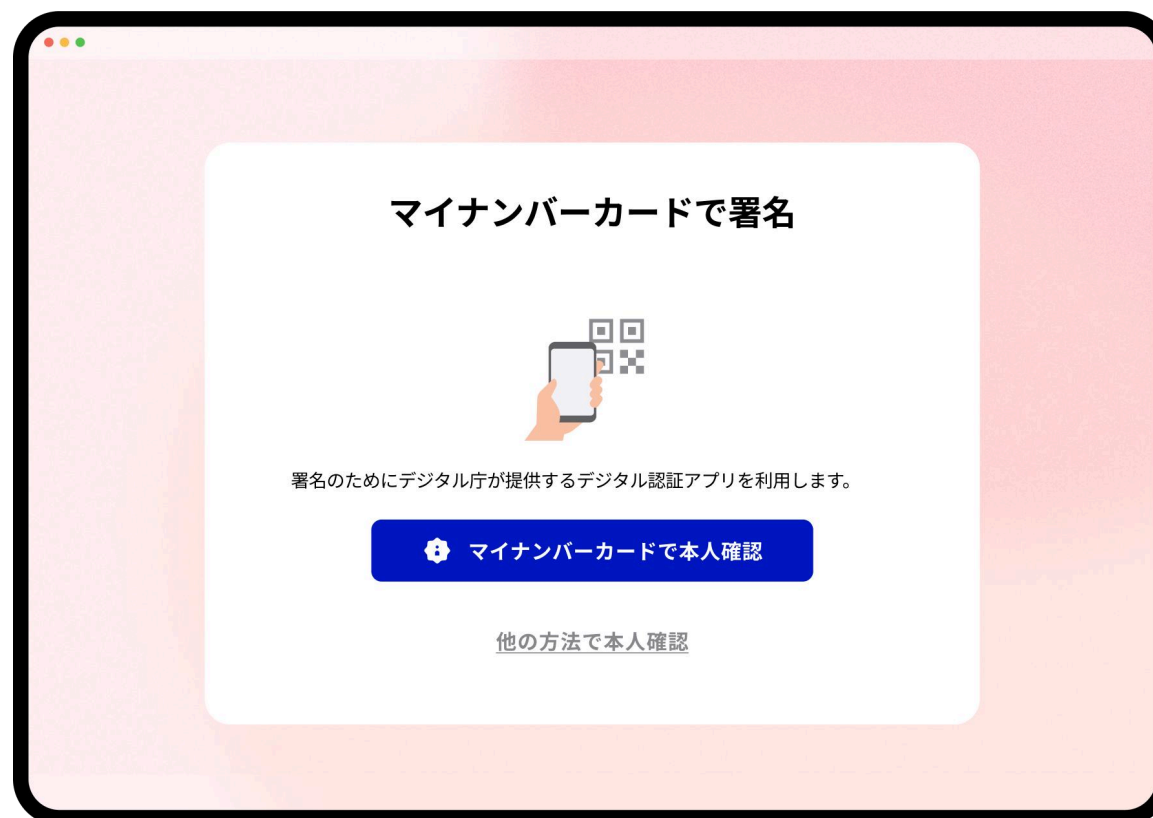 マイナンバーカードで署名
署名のためにデジタル庁が提供するデジタル認証アプリを利用します。
マイナンバーカードで本人確認
他の方法で本人確認